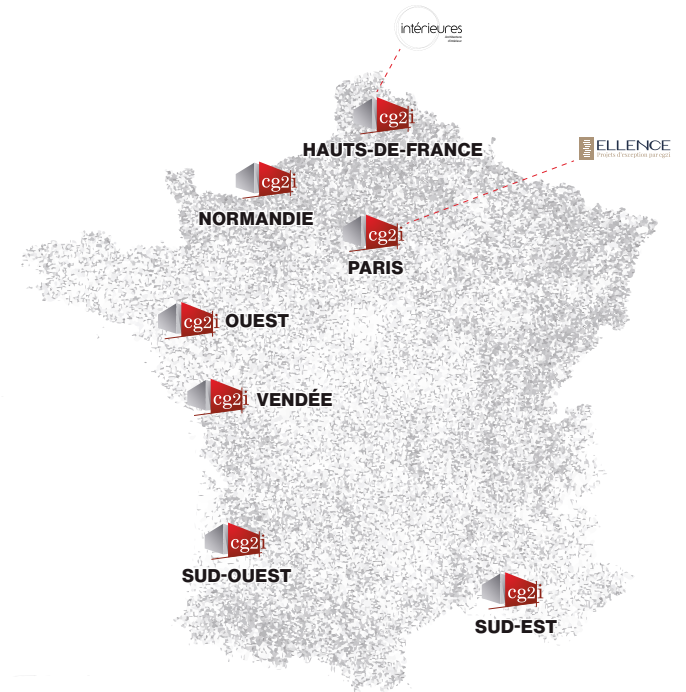 intérieures
cg2i
HAUTS-DE-FRANCE
ELLENCE
Projets d'exception par cg2i
cg2i
NORMANDIE
cg2i
PARIS
cg2i OUEST
cg2i VENDÉE
cg2i
SUD-OUEST
cg2i
SUD-EST